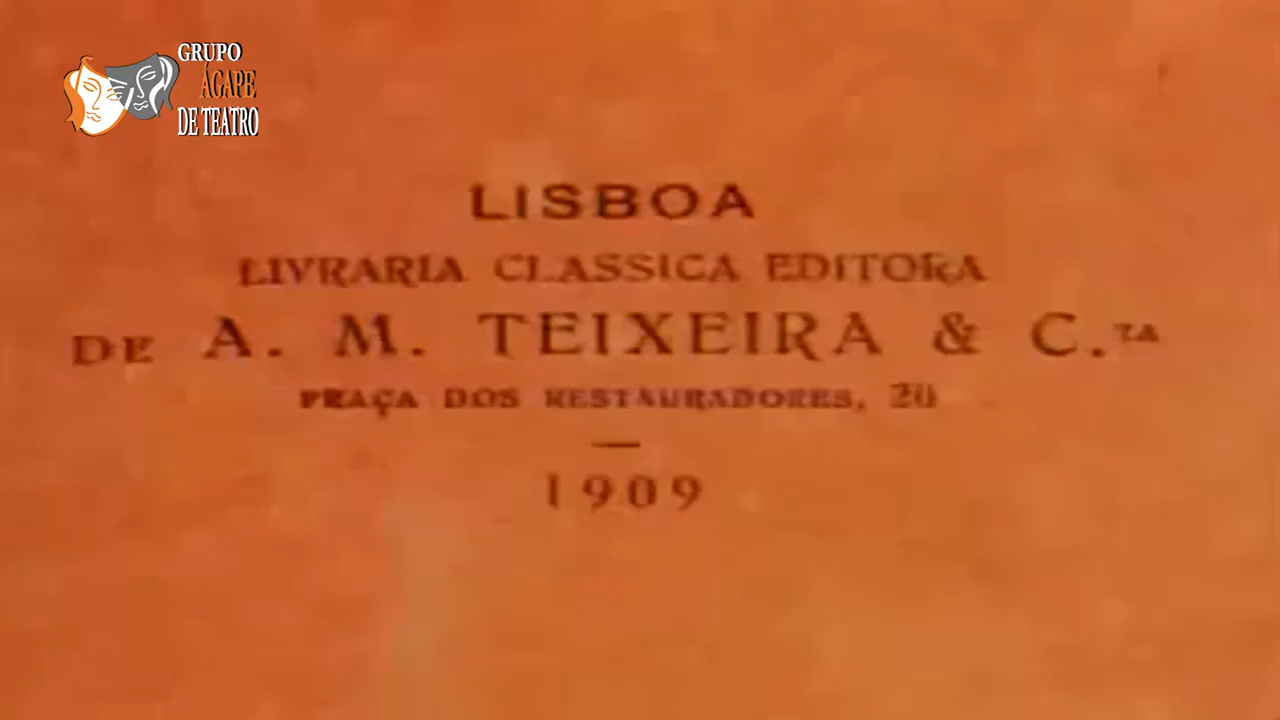 GRUPO
ÁGAPE
DE TEATRO
LISBOA
LIVRARIA CLASSICA EDITORA
DE A. M. TEIXEIRA & C.TA
PRAÇA DOS RESTAURADORES, 20
1909